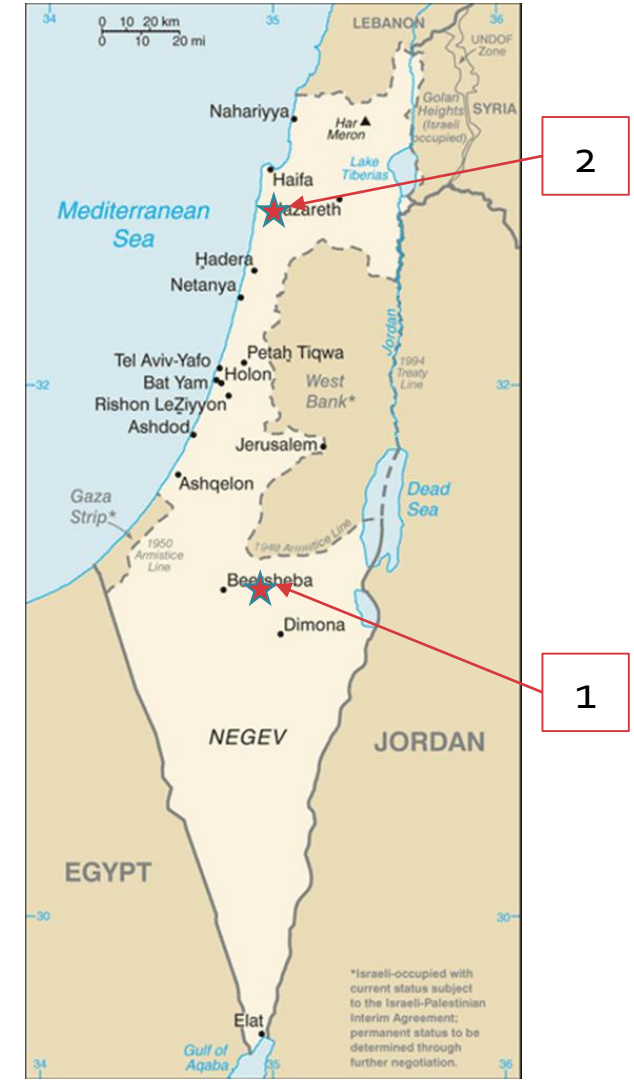 34
35
36
0 10 20 km
0 10 20 mi
LEBANON
UNDOF
Zone
Golan
Heights
(Israeli
occupied)
SYRIA
Nahariyya
Har
Meron
Lake
Tiberias
2
Haifa
Nazareth
Mediterranean
Sea
Ḥadera
Netanya
Jordan
Tel Aviv-Yafo
Petaḥ Tiqwa
Bat Yam
Holon
1994
Treaty
Line
32
32
West
Bank*
Rishon LeẔiyyon
Ashdod
Jerusalem
Ashqelon
Dead
Sea
Gaza
Strip*
1950
Armistice
Line
1949 Armistice Line
Beersheba
Dimona
1
NEGEV
JORDAN
EGYPT
30
30
*Israeli-occupied with
current status subject
to the Israeli-Palestinian
Interim Agreement;
permanent status to be
determined through
further negotiation.
Elat
Gulf of
Aqaba
34
35
36